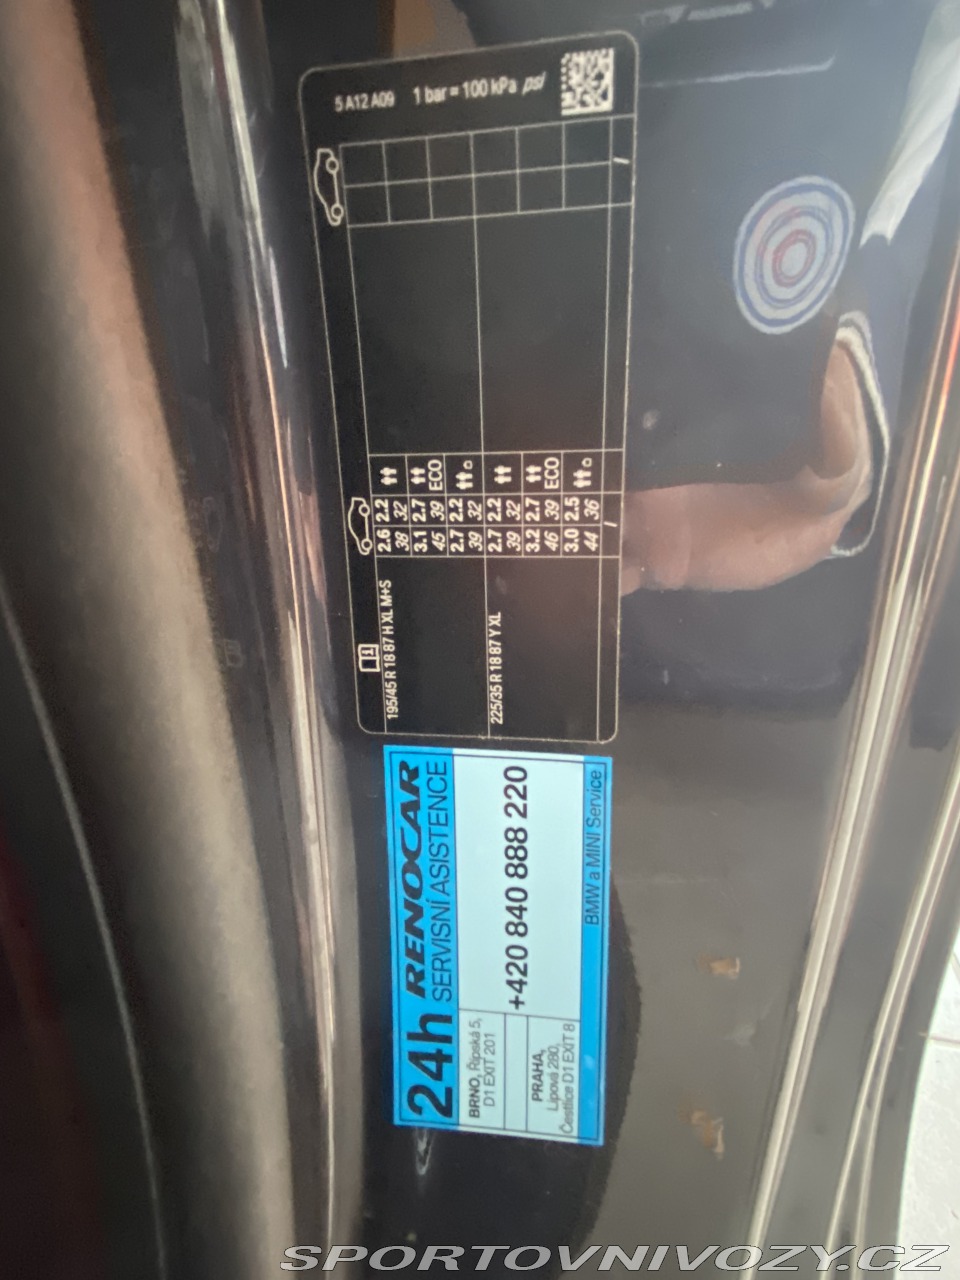 5 A12 A09 1 bar = 100 kPa psi
195/45 R 18 87 H XL M+S 2.6 2.2
38 32
3.1 2.7
45 39 ECO
2.7 2.2
39 32
225/35 R 18 87 Y XL 2.7 2.2
39 32
3.2 2.7
46 39 ECO
3.0 2.5
44 36
/
/
24h RENOCAR
SERVISNÍ ASISTENCE
BRNO, Řipská 5,
D1 EXIT 201
+420 840 888 220
PRAHA,
Lipová 280,
Čestlice D1 EXIT 8
BMW a MINI Service
SPORTOVNIVOZY.CZ